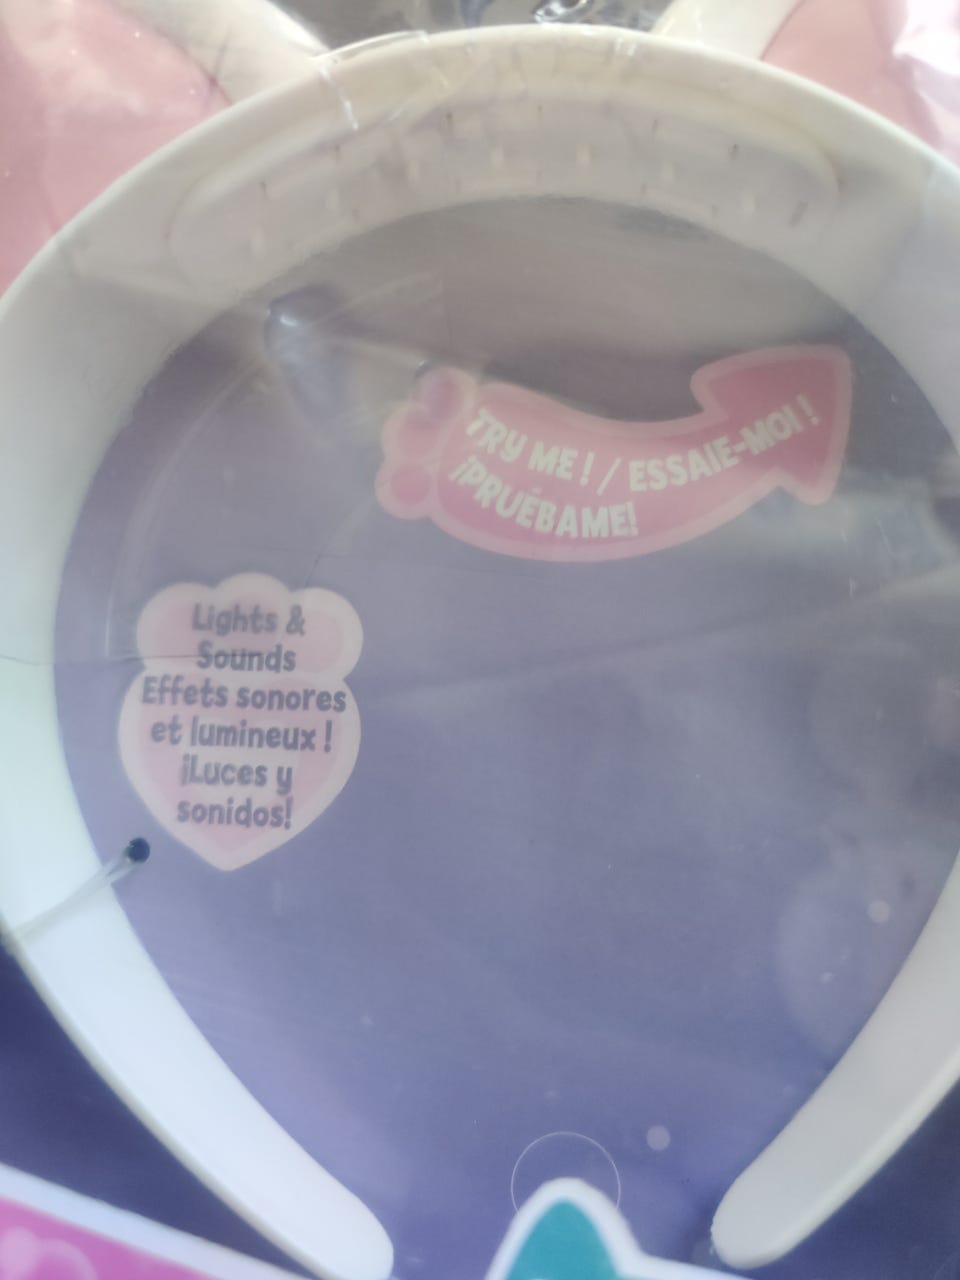 TRY ME! / ESSAIE-MOI !
¡PRUÉBAME!
Lights &
Sounds
Effets sonores
et lumineux !
¡Luces y
sonidos!